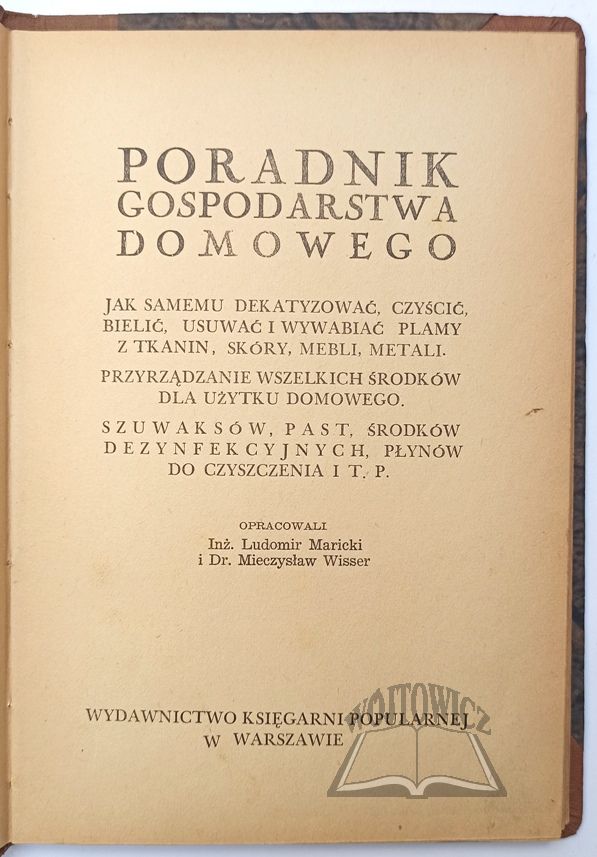 PORADNIK
GOSPODARSTWA
DOMOWEGO
JAK SAMEMU DEKATYZOWAĆ, CZYŚCIĆ,
BIELIĆ, USUWAĆ I WYWABIAĆ PLAMY
Z TKANIN, SKÓRY, MEBLI, METALI.
PRZYRZĄDZANIE WSZELKICH ŚRODKÓW
DLA UŻYTKU DOMOWEGO.
SZUWAKSÓW, PAST, ŚRODKÓW
DEZYNFEKCYJNYCH, PŁYNÓW
DO CZYSZCZENIA I T. P.
OPRACOWALI
Inż. Ludomir Maricki
i Dr. Mieczysław Wisser
WOJTOWICZ
WYDAWNICTWO KSIĘGARNI POPULARNEJ
W WARSZAWIE